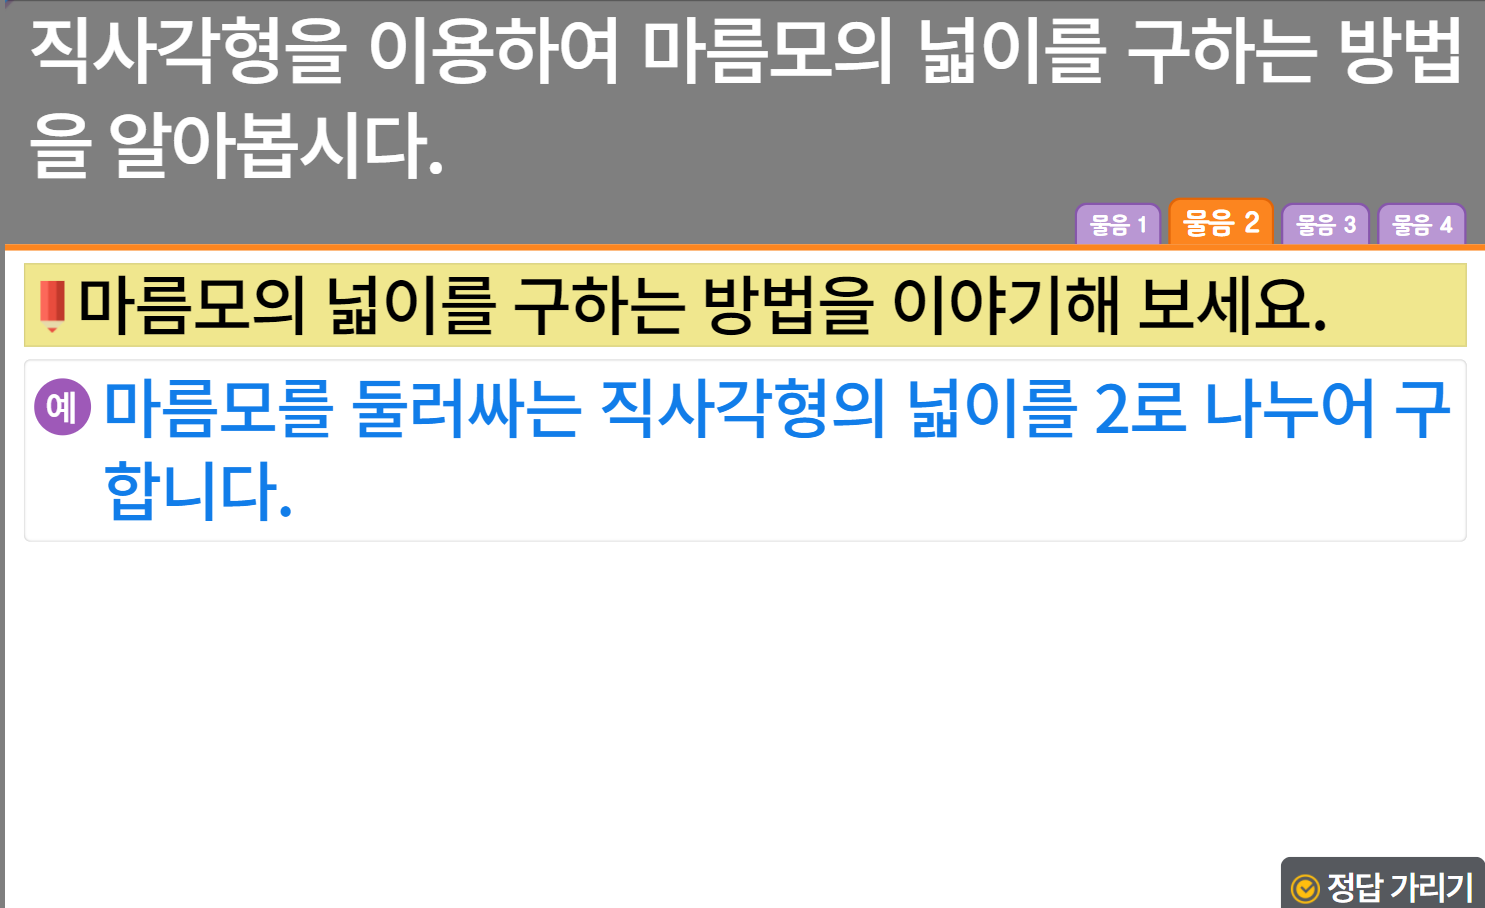 직사각형을 이용하여 마름모의 넓이를 구하는 방법
을 알아봅시다.
물음 1 물음 2 물음 3 물음 4
마름모의 넓이를 구하는 방법을 이야기해 보세요.
예 마름모를 둘러싸는 직사각형의 넓이를 2로 나누어 구
합니다.
정답 가리기